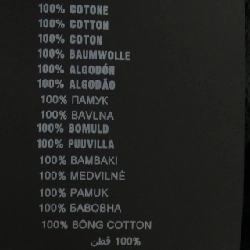 100% COTONE
100% COTTON
100% COTON
100% BAUMWOLLE
100% ALGODÓN
100% ALGODÃO
100% ПАМУК
100% BAVLNA
100% BOMULD
100% PUUVILLA
100% BAMBAKI
100% MEDVILNĖ
100% PAMUK
100% БАВОВНА
100% BÔNG COTTON
100% قطن